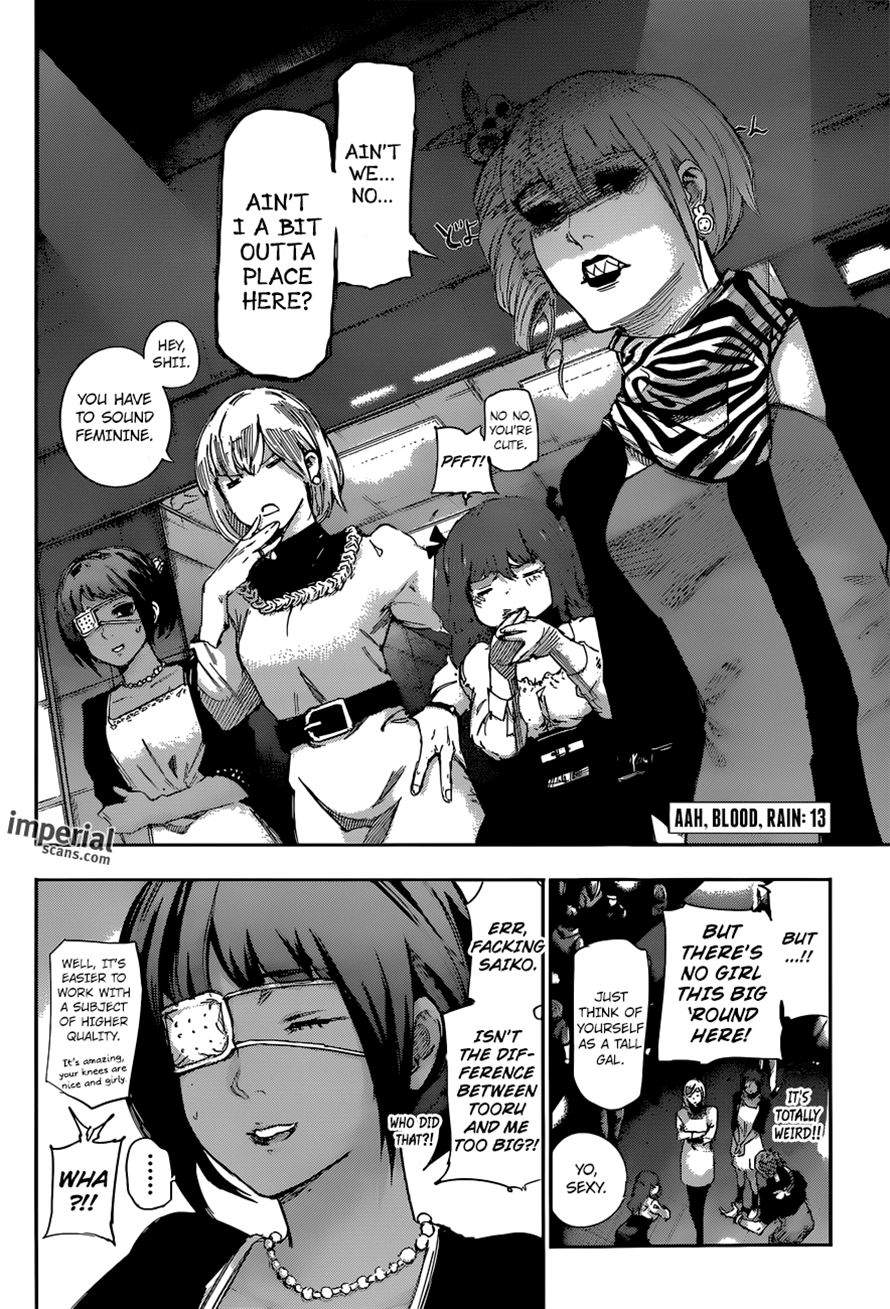 AIN'T
WE...
NO...
AIN'T
I A BIT
OUTTA
PLACE
HERE?
どよ
ーん
HEY,
SHII.
YOU HAVE
TO SOUND
FEMININE.
NO NO,
YOU'RE
CUTE.
PFFT!
AAH, BLOOD, RAIN: 13
imperial
scans.com
BUT
...!!
BUT
THERE'S
NO GIRL
THIS BIG
'ROUND
HERE!
JUST
THINK OF
YOURSELF
AS A TALL
GAL.
IT'S
TOTALLY
WEIRD!!
YO,
SEXY.
ERR,
FACKING
SAIKO.
ISN'T
THE DIF-
FERENCE
BETWEEN
TOORU
AND ME
TOO BIG?!
WHO DID
THAT?!
WELL, IT'S
EASIER TO
WORK WITH
A SUBJECT
OF HIGHER
QUALITY.
It's amazing,
your knees are
nice and girly.
......
WHA
?!!